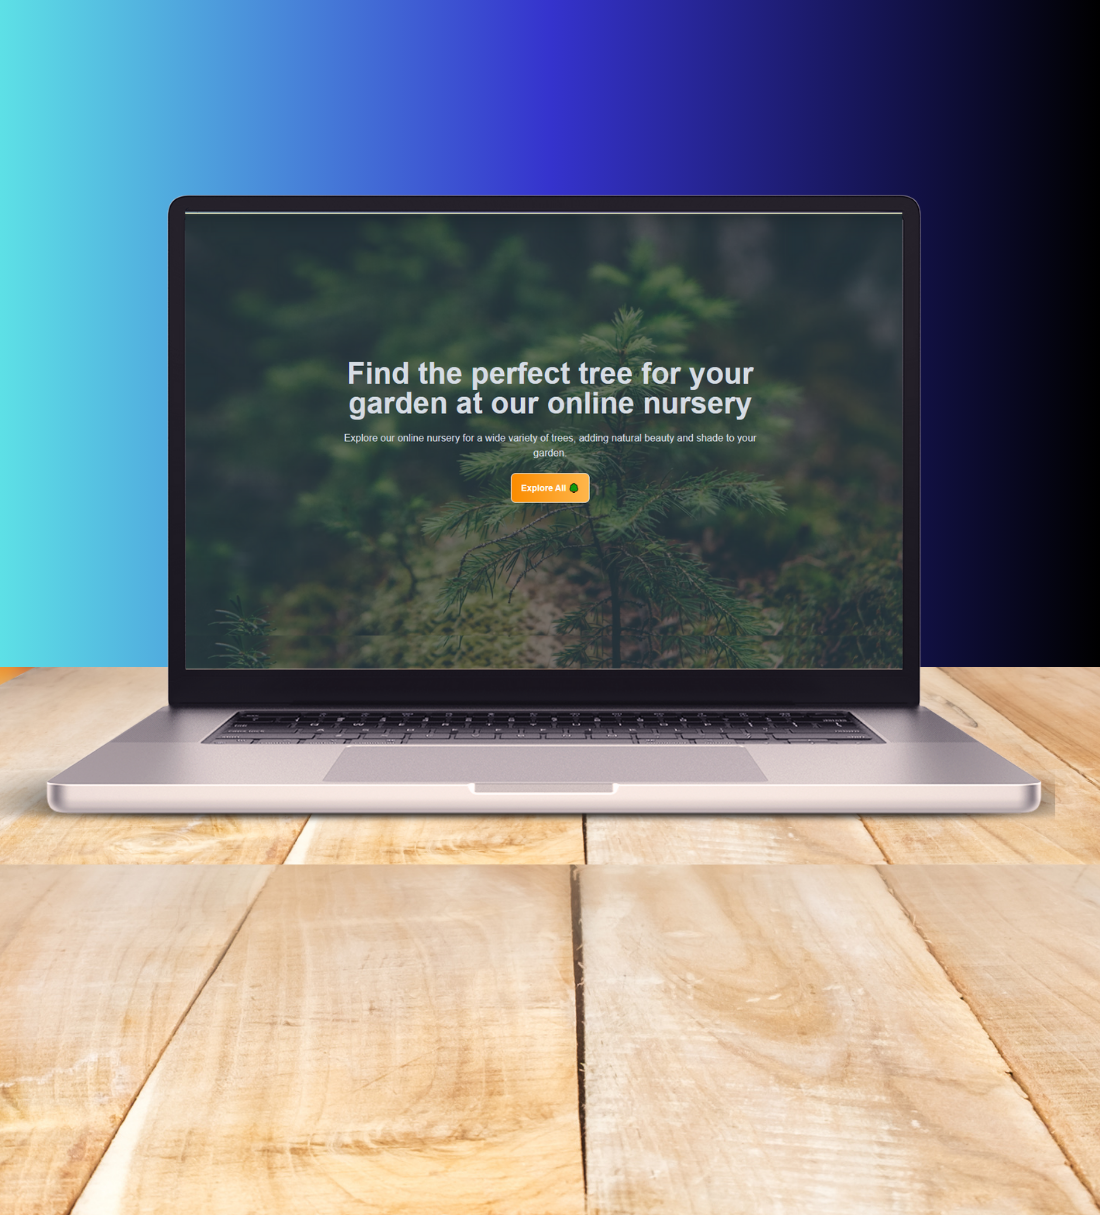 Find the perfect tree for your
garden at our online nursery
Explore our online nursery for a wide variety of trees, adding natural beauty and shade to your
garden.
Explore All